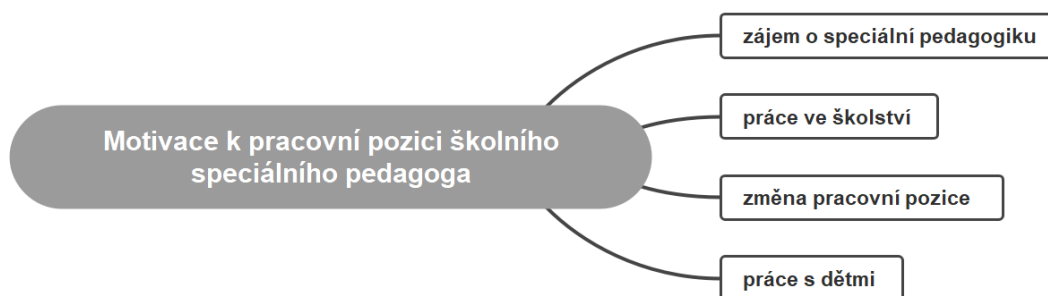 Motivace k pracovní pozici školního
speciálního pedagoga
zájem o speciální pedagogiku
práce ve školství
změna pracovní pozice
práce s dětmi